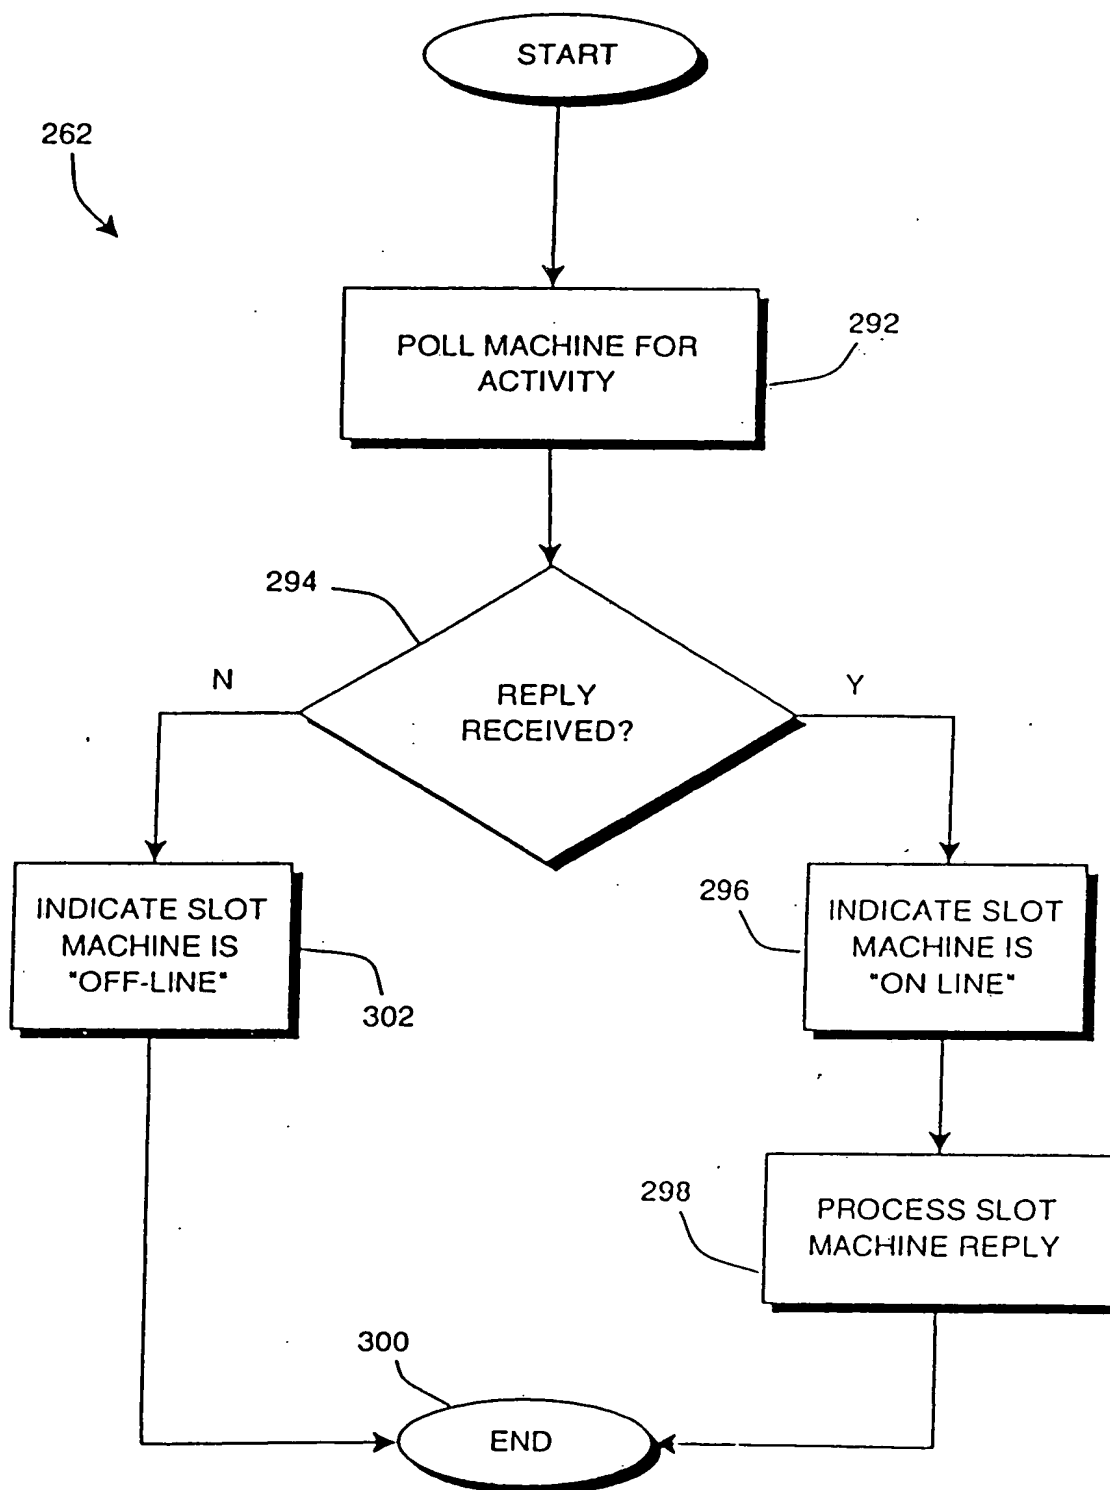 START
262
POLL MACHINE FOR
ACTIVITY
292
294
N
REPLY
RECEIVED?
Y
INDICATE SLOT
MACHINE IS
"OFF-LINE"
302
296
INDICATE SLOT
MACHINE IS
"ON LINE"
298
PROCESS SLOT
MACHINE REPLY
300
END